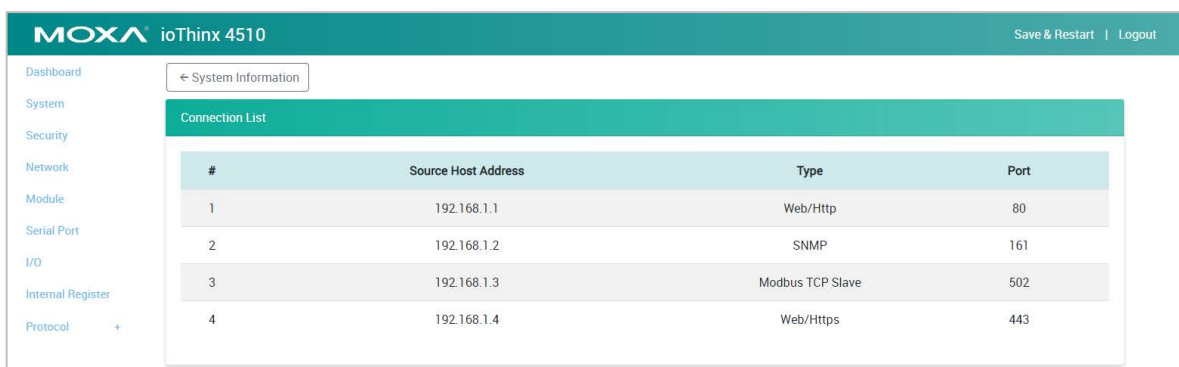 MOXA® ioThinx 4510
Save & Restart | Logout
Dashboard
System
Security
Network
Module
Serial Port
I/O
Internal Register
Protocol +
← System Information
Connection List
# Source Host Address Type Port
1 192.168.1.1 Web/Http 80
2 192.168.1.2 SNMP 161
3 192.168.1.3 Modbus TCP Slave 502
4 192.168.1.4 Web/Https 443